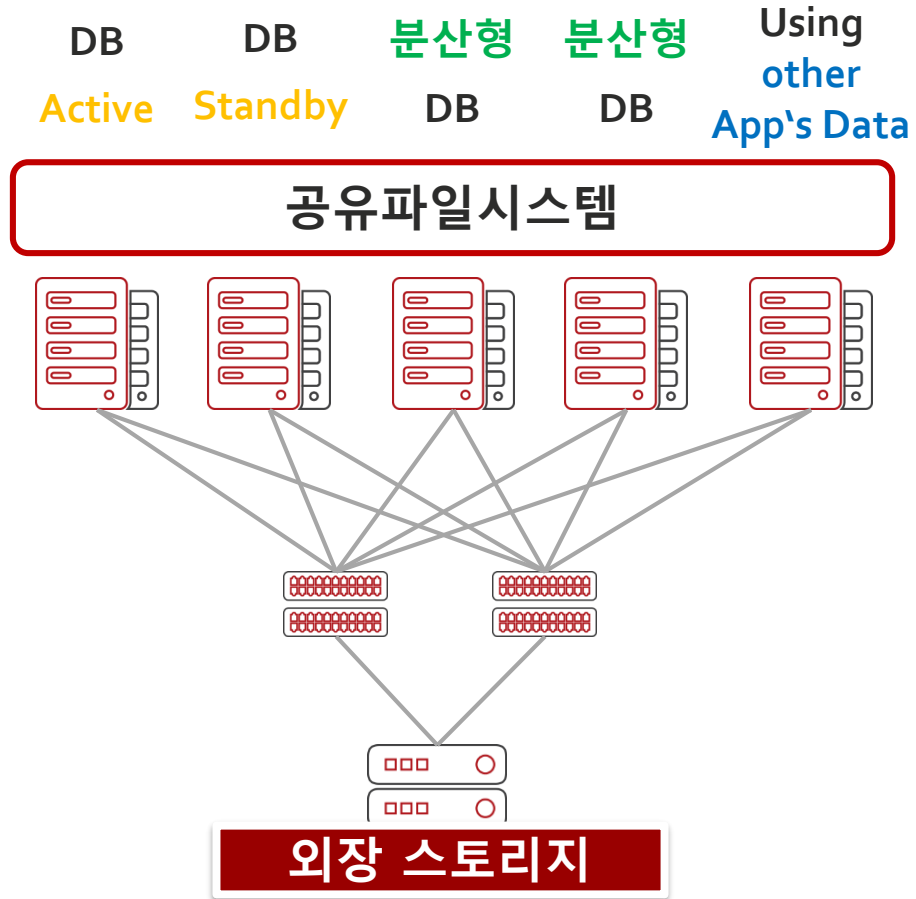 DB
Active
DB
Standby
분산형
DB
분산형
DB
Using
other
App's Data
공유파일시스템
외장 스토리지